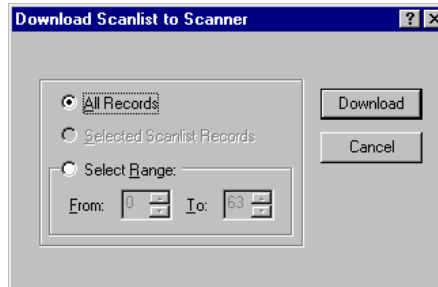 Download Scanlist to Scanner
All Records
Download
Selected Scanlist Records
Cancel
Select Range:
From: 0 To: 63